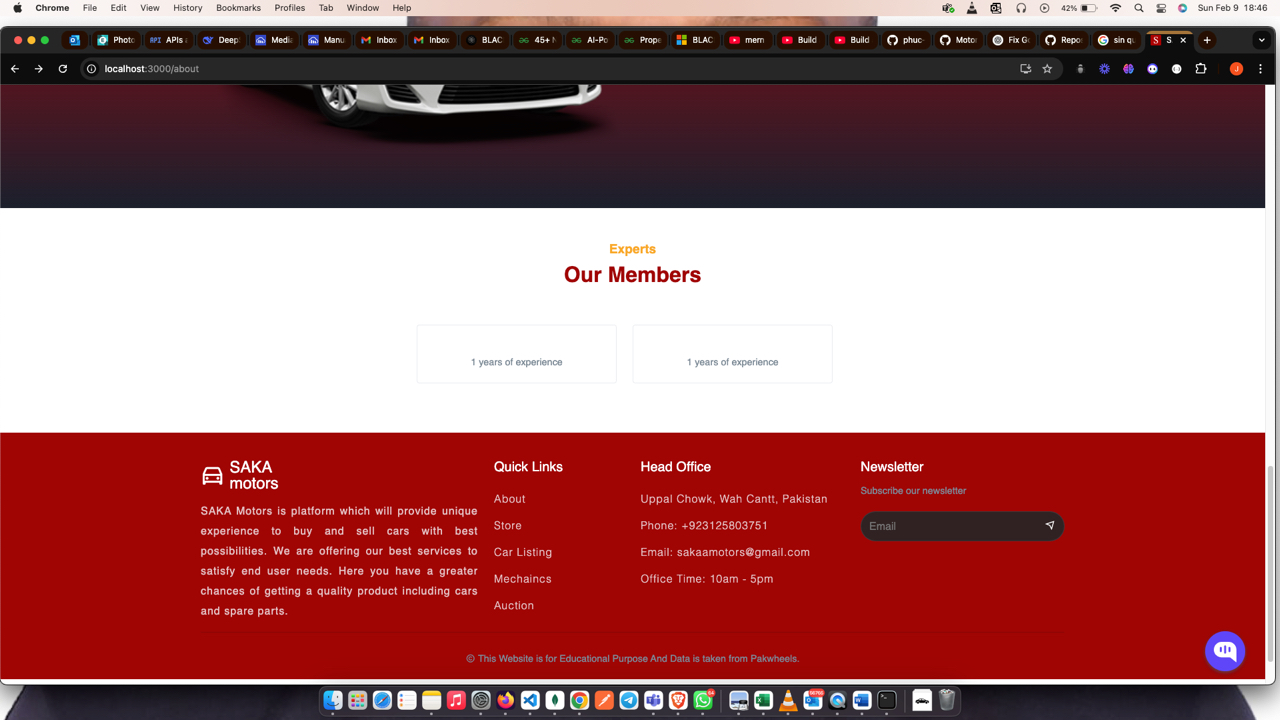 Chrome File Edit View History Bookmarks Profiles Tab Window Help 42% Sun Feb 9 18:46
Photo APIs Deep Media Manu Inbox Inbox BLAC 45+ AI-Po Prope BLAC mern Build Build phuc- Motor Fix G Repo sin qu S
localhost:3000/about
Experts
Our Members
1 years of experience
1 years of experience
SAKA
motors
SAKA Motors is platform which will provide unique
experience to buy and sell cars with best
possibilities. We are offering our best services to
satisfy end user needs. Here you have a greater
chances of getting a quality product including cars
and spare parts.
Quick Links
About
Store
Car Listing
Mechaincs
Auction
Head Office
Uppal Chowk, Wah Cantt, Pakistan
Phone: +923125803751
Email: sakaamotors@gmail.com
Office Time: 10am - 5pm
Newsletter
Subscribe our newsletter
Email
© This Website is for Educational Purpose And Data is taken from Pakwheels.